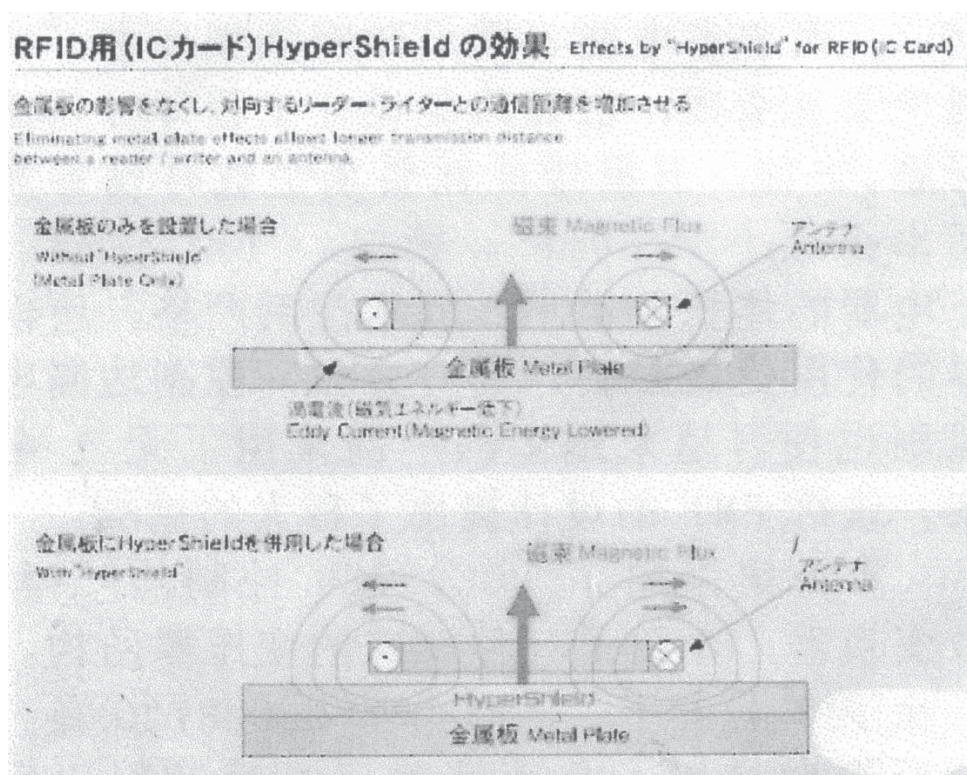 RFID用(ICカード)HyperShieldの効果 Effects by "HyperShield" for RFID(IC Card)
金属板の影響をなくし、対向するリーダー・ライターとの通信距離を増加させる
Eliminating metal plate effects allows longer transmission distance
between a reader / writer and an antenna.
金属板のみを設置した場合
Without "HyperShield"
(Metal Plate Only)
磁束 Magnetic Flux
アンテナ
Antenna
金属板 Metal Plate
渦電流(磁気エネルギー低下)
Eddy Current(Magnetic Energy Lowered)
金属板にHyperShieldを併用した場合
With "HyperShield"
磁束 Magnetic Flux
アンテナ
Antenna
HyperShield
金属板 Metal Plate